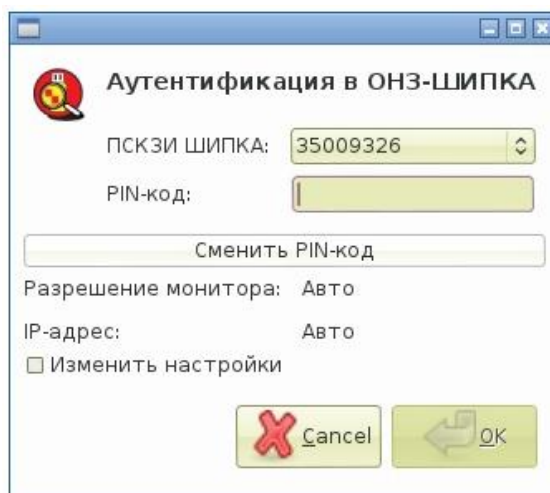 Аутентификация в ОНЗ-ШИПКА
ПСКЗИ ШИПКА: 35009326
PIN-код:
Сменить PIN-код
Разрешение монитора: Авто
IP-адрес: Авто
Изменить настройки
Cancel OK